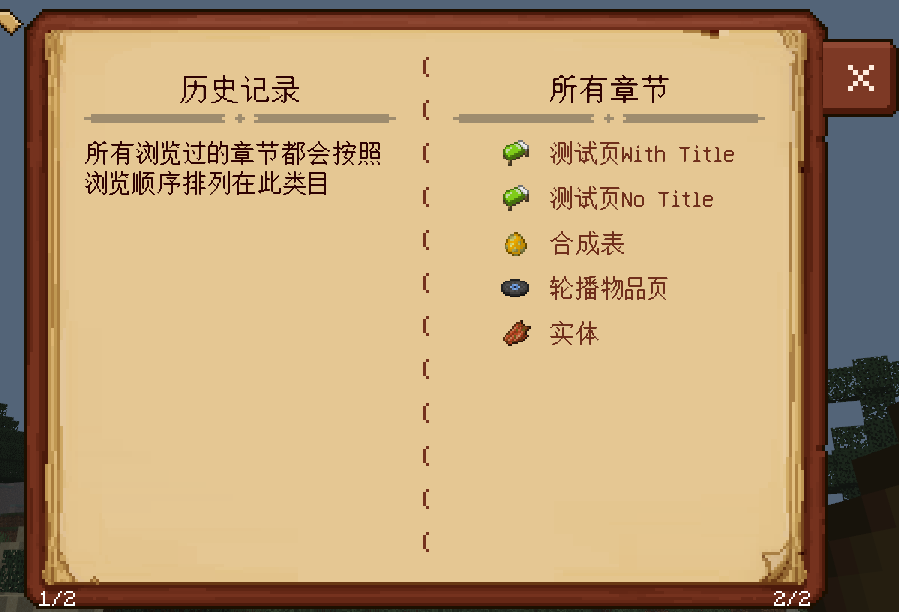 历史记录
所有浏览过的章节都会按照
浏览顺序排列在此类目
所有章节
测试页With Title
测试页No Title
合成表
轮播物品页
实体
1/2
2/2